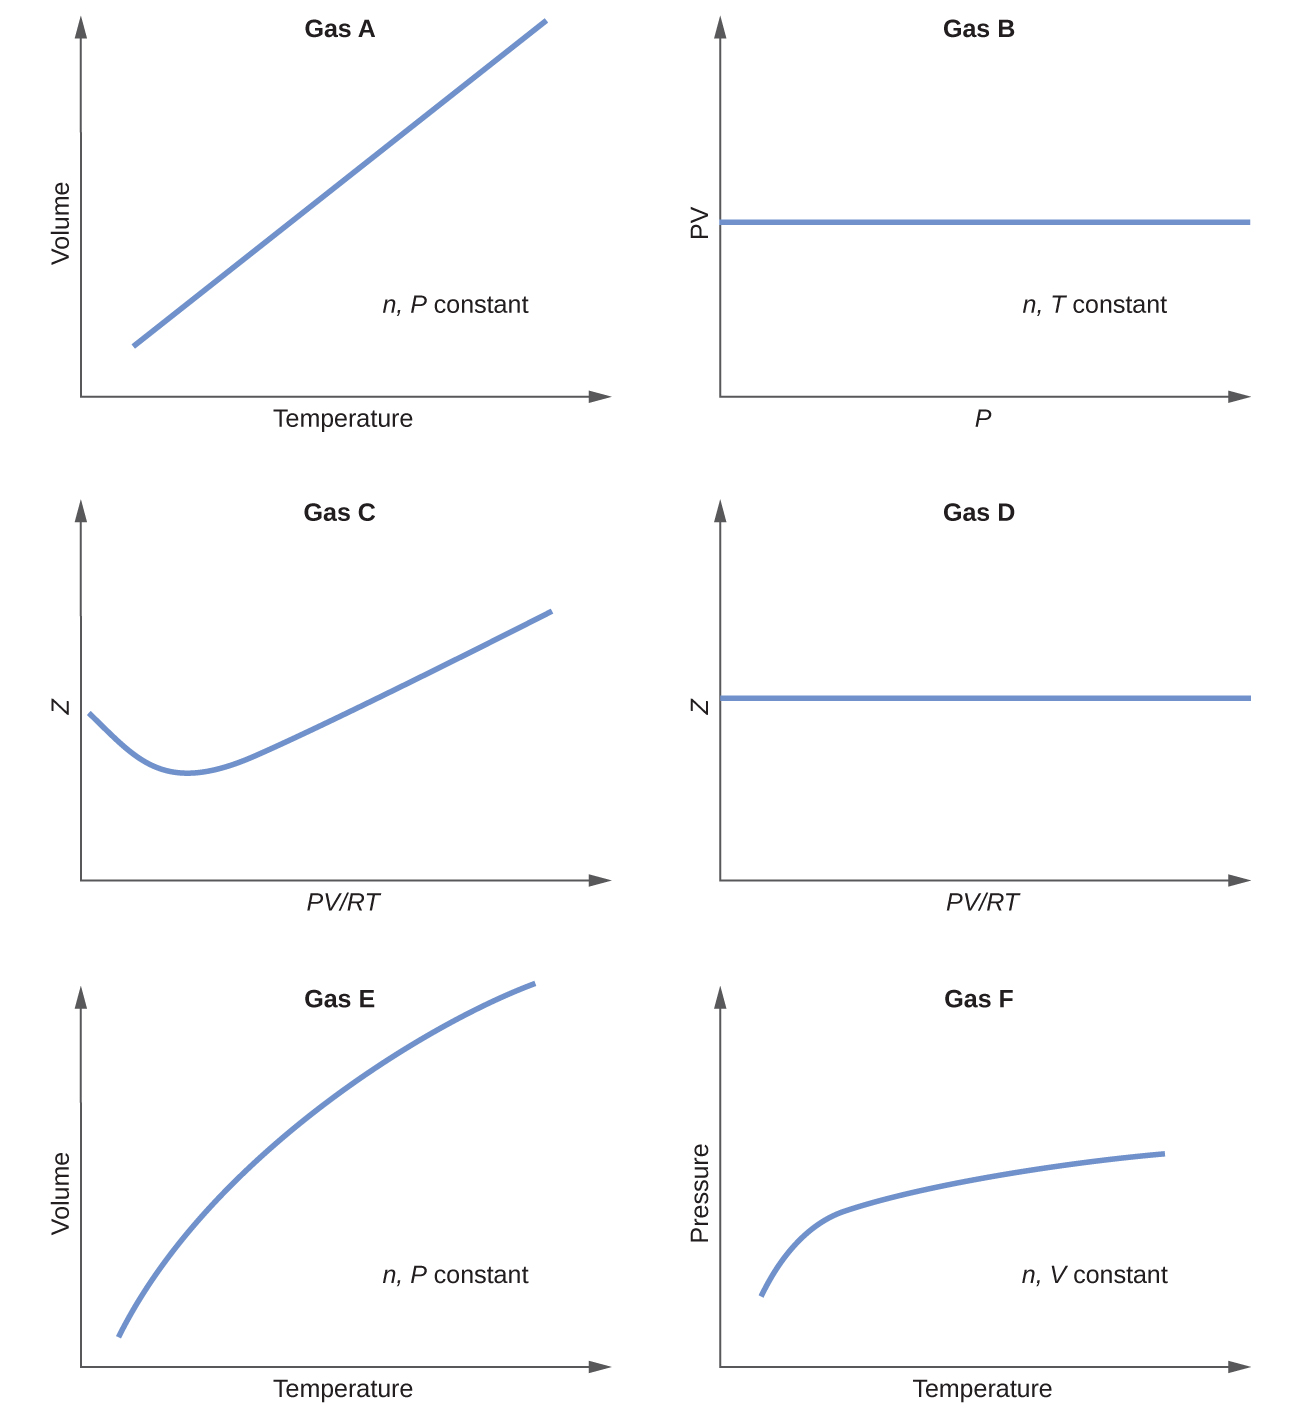 Gas A
Volume
n, P constant
Temperature
Gas B
PV
n, T constant
P
Gas C
Z
PV/RT
Gas D
Z
PV/RT
Gas E
Volume
n, P constant
Temperature
Gas F
Pressure
n, V constant
Temperature